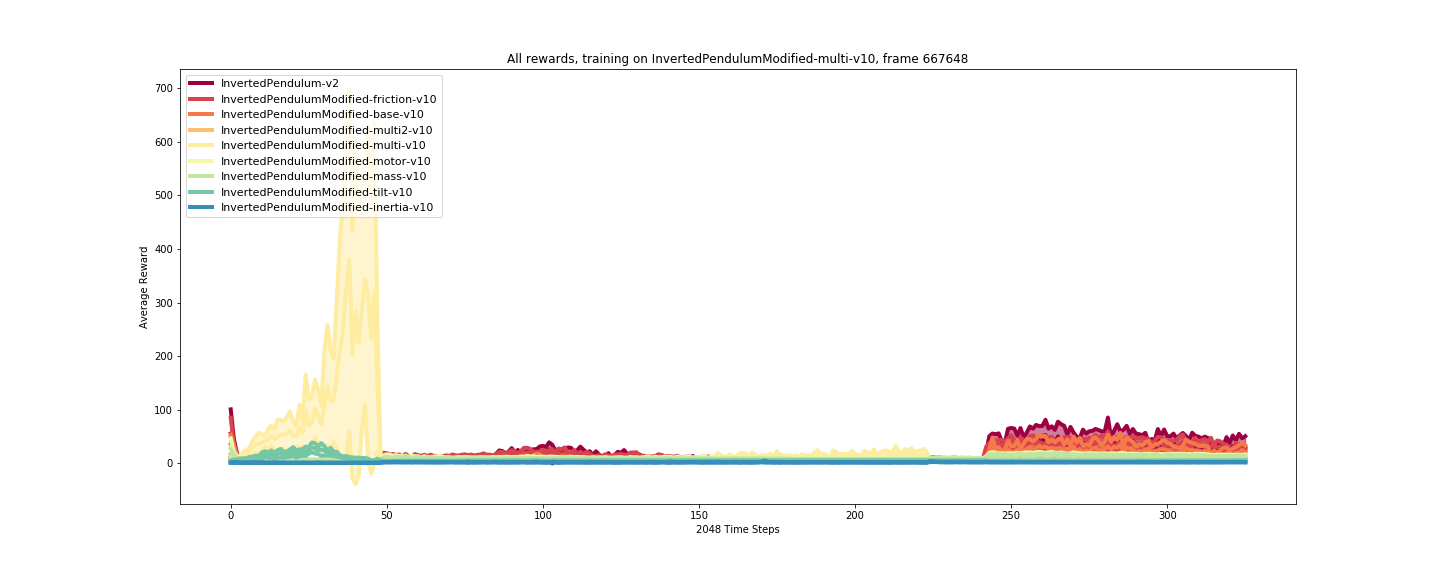 All rewards, training on InvertedPendulumModified-multi-v10, frame 667648
InvertedPendulum-v2
InvertedPendulumModified-friction-v10
InvertedPendulumModified-base-v10
InvertedPendulumModified-multi2-v10
InvertedPendulumModified-multi-v10
InvertedPendulumModified-motor-v10
InvertedPendulumModified-mass-v10
InvertedPendulumModified-tilt-v10
InvertedPendulumModified-inertia-v10
Average Reward
700
600
500
400
300
200
100
0
0 50 100 150 200 250 300
2048 Time Steps